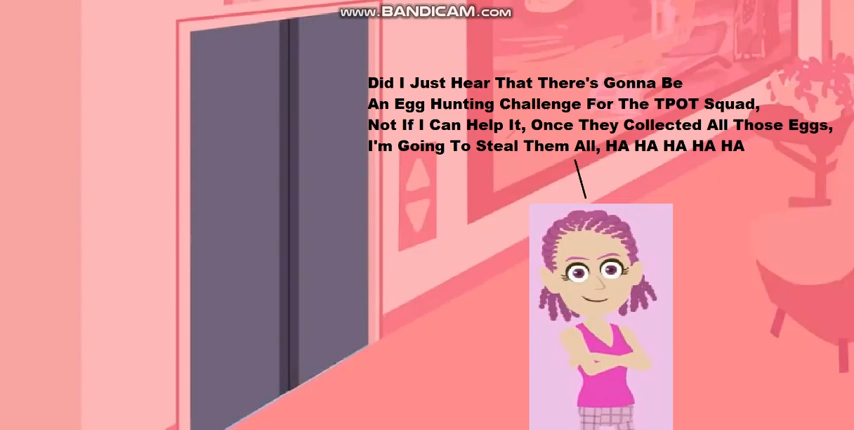 www.BANDICAM.com
Did I Just Hear That There's Gonna Be
An Egg Hunting Challenge For The TPOT Squad,
Not If I Can Help It, Once They Collected All Those Eggs,
I'm Going To Steal Them All, HA HA HA HA HA